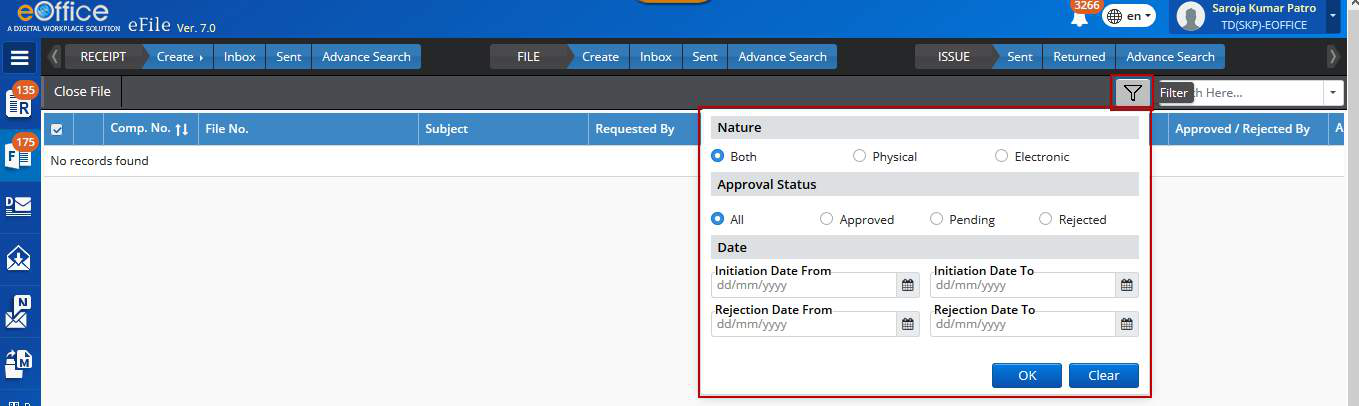 eOffice
A DIGITAL WORKPLACE SOLUTION
eFile Ver. 7.0
3266
en
Saroja Kumar Patro
TD(SKP)-EOFFICE
RECEIPT Create Inbox Sent Advance Search FILE Create Inbox Sent Advance Search ISSUE Sent Returned Advance Search
135
R
Close File Filter Here...
Comp. No. File No. Subject Requested By Approved / Rejected By A
175
F
No records found
Nature
Both Physical Electronic
Approval Status
All Approved Pending Rejected
Date
Initiation Date From Initiation Date To
dd/mm/yyyy dd/mm/yyyy
Rejection Date From Rejection Date To
dd/mm/yyyy dd/mm/yyyy
OK Clear
D
N
M